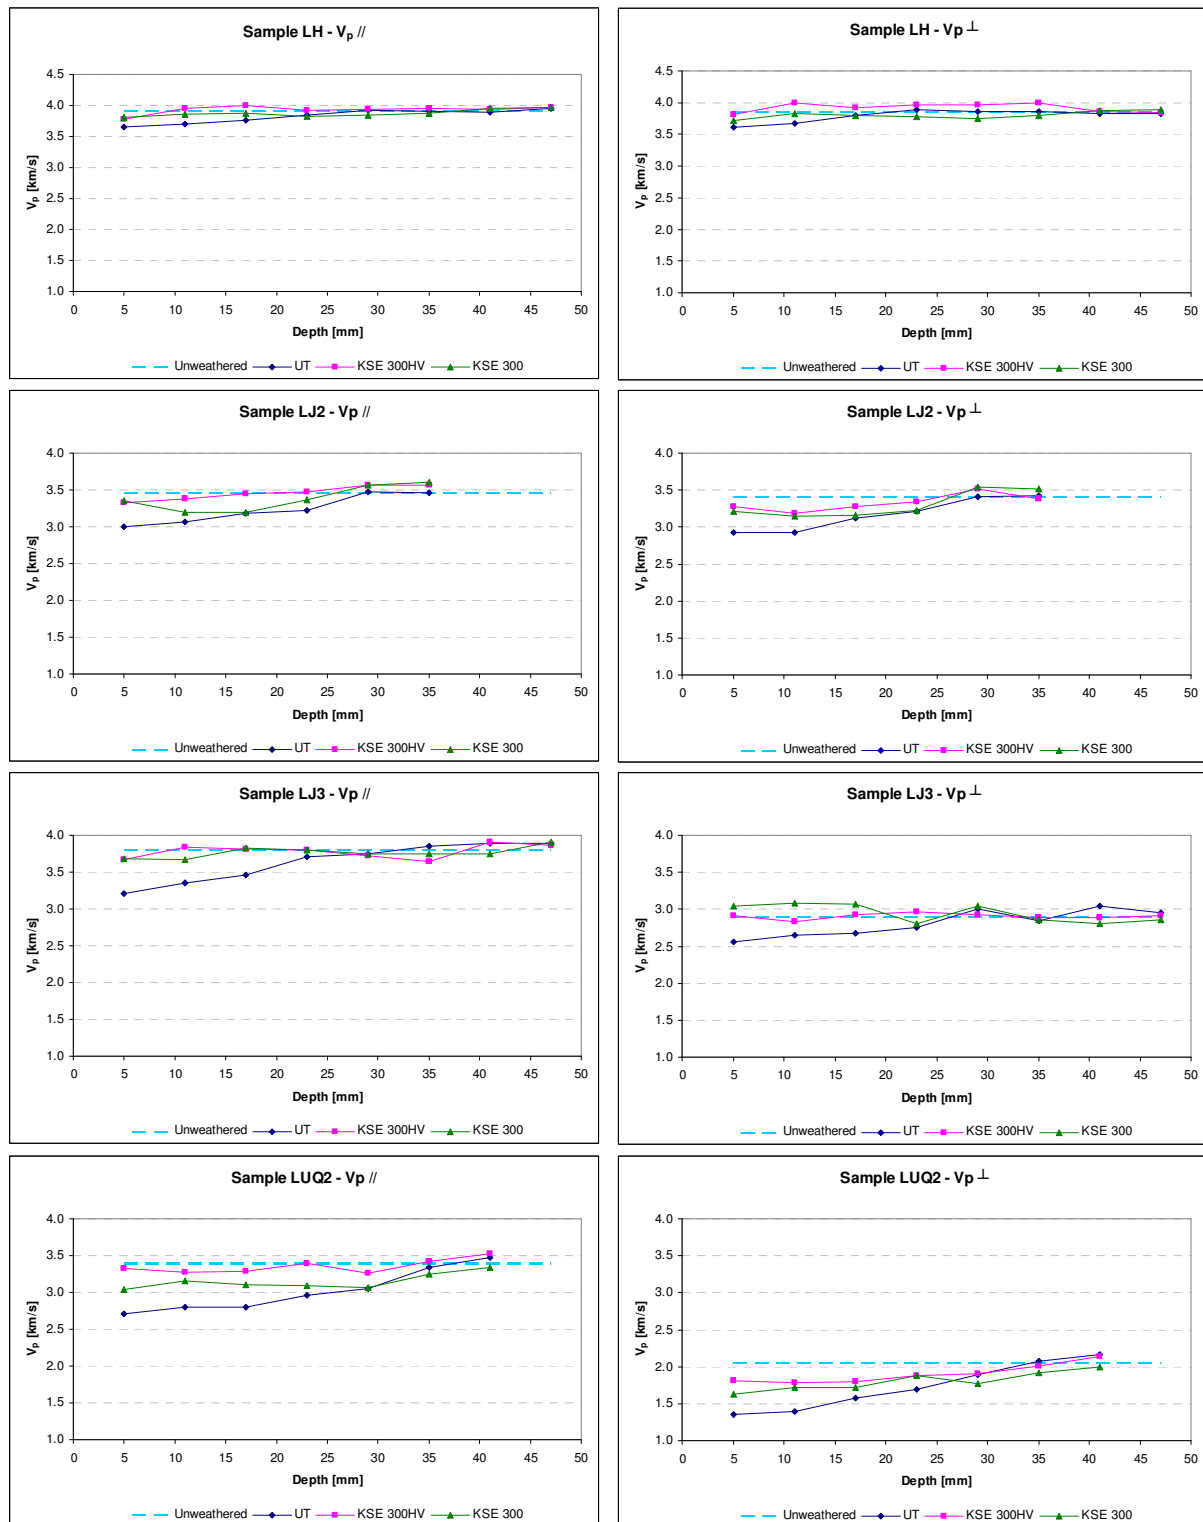 Sample LH - Vp //
4.5
4.0
3.5
3.0
2.5
2.0
1.5
1.0
Vp [km/s]
0 5 10 15 20 25 30 35 40 45 50
Depth [mm]
Unweathered UT KSE 300HV KSE 300
Sample LH - Vp ⊥
4.5
4.0
3.5
3.0
2.5
2.0
1.5
1.0
Vp [km/s]
0 5 10 15 20 25 30 35 40 45 50
Depth [mm]
Unweathered UT KSE 300HV KSE 300
Sample LJ2 - Vp //
4.0
3.5
3.0
2.5
2.0
1.5
1.0
Vp [km/s]
0 5 10 15 20 25 30 35 40 45 50
Depth [mm]
Unweathered UT KSE 300HV KSE 300
Sample LJ2 - Vp ⊥
4.0
3.5
3.0
2.5
2.0
1.5
1.0
Vp [km/s]
0 5 10 15 20 25 30 35 40 45 50
Depth [mm]
Unweathered UT KSE 300HV KSE 300
Sample LJ3 - Vp //
4.0
3.5
3.0
2.5
2.0
1.5
1.0
Vp [km/s]
0 5 10 15 20 25 30 35 40 45 50
Depth [mm]
Unweathered UT KSE 300HV KSE 300
Sample LJ3 - Vp ⊥
4.0
3.5
3.0
2.5
2.0
1.5
1.0
Vp [km/s]
0 5 10 15 20 25 30 35 40 45 50
Depth [mm]
Unweathered UT KSE 300HV KSE 300
Sample LUQ2 - Vp //
4.0
3.5
3.0
2.5
2.0
1.5
1.0
Vp [km/s]
0 5 10 15 20 25 30 35 40 45 50
Depth [mm]
Unweathered UT KSE 300HV KSE 300
Sample LUQ2 - Vp ⊥
4.0
3.5
3.0
2.5
2.0
1.5
1.0
Vp [km/s]
0 5 10 15 20 25 30 35 40 45 50
Depth [mm]
Unweathered UT KSE 300HV KSE 300